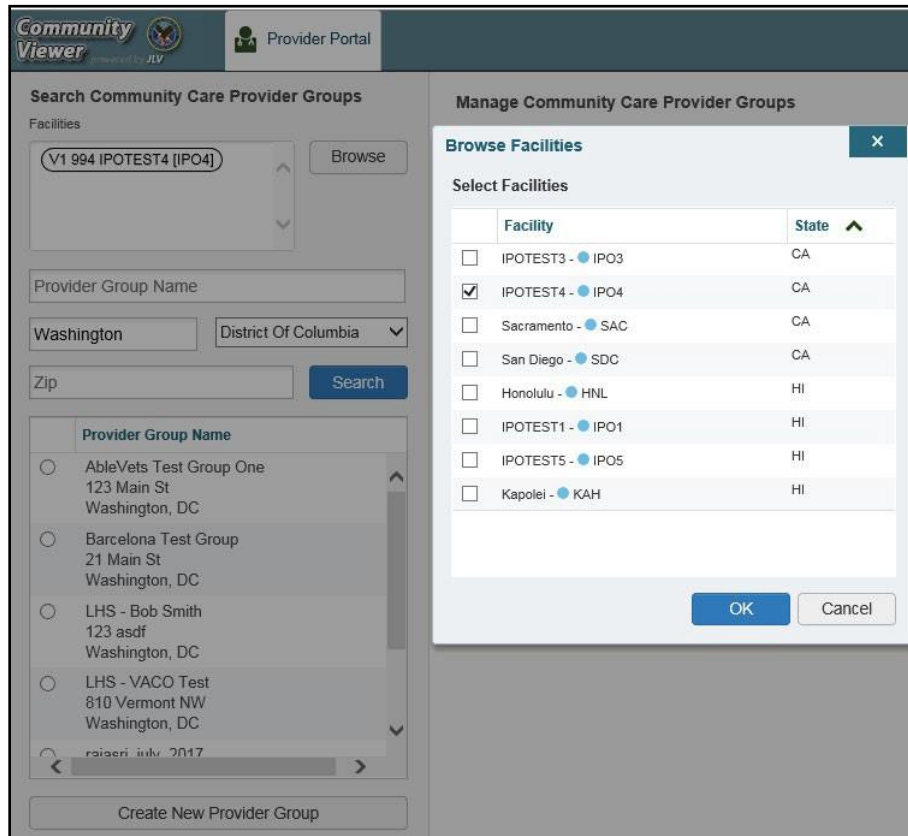 Community
Viewer powered by JLV
Provider Portal
Search Community Care Provider Groups
Facilities
V1 994 IPOTEST4 [IPO4]
Browse
Provider Group Name
Washington
District Of Columbia
Zip
Search
Provider Group Name
AbleVets Test Group One
123 Main St
Washington, DC
Barcelona Test Group
21 Main St
Washington, DC
LHS - Bob Smith
123 asdf
Washington, DC
LHS - VACO Test
810 Vermont NW
Washington, DC
rajasri_july_2017
Create New Provider Group
Manage Community Care Provider Groups
Browse Facilities
Select Facilities
Facility State
IPOTEST3 - IPO3 CA
IPOTEST4 - IPO4 CA
Sacramento - SAC CA
San Diego - SDC CA
Honolulu - HNL HI
IPOTEST1 - IPO1 HI
IPOTEST5 - IPO5 HI
Kapolei - KAH HI
OK
Cancel